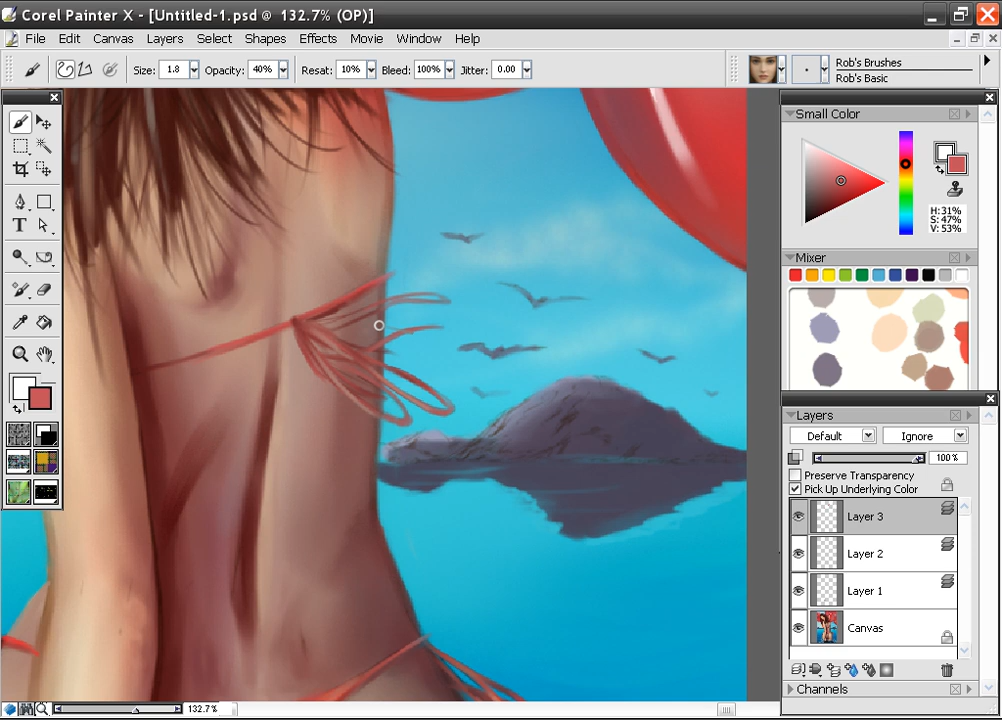 Corel Painter X - [Untitled-1.psd @ 132.7% (OP)]
File Edit Canvas Layers Select Shapes Effects Movie Window Help
Size: 1.8 Opacity: 40% Resat: 10% Bleed: 100% Jitter: 0.00
Rob's Brushes
Rob's Basic
Small Color
H:31%
S: 47%
V: 53%
Mixer
T
Layers
Default Ignore
100%
Preserve Transparency
Pick Up Underlying Color
Layer 3
Layer 2
Layer 1
Canvas
Channels
132.7%